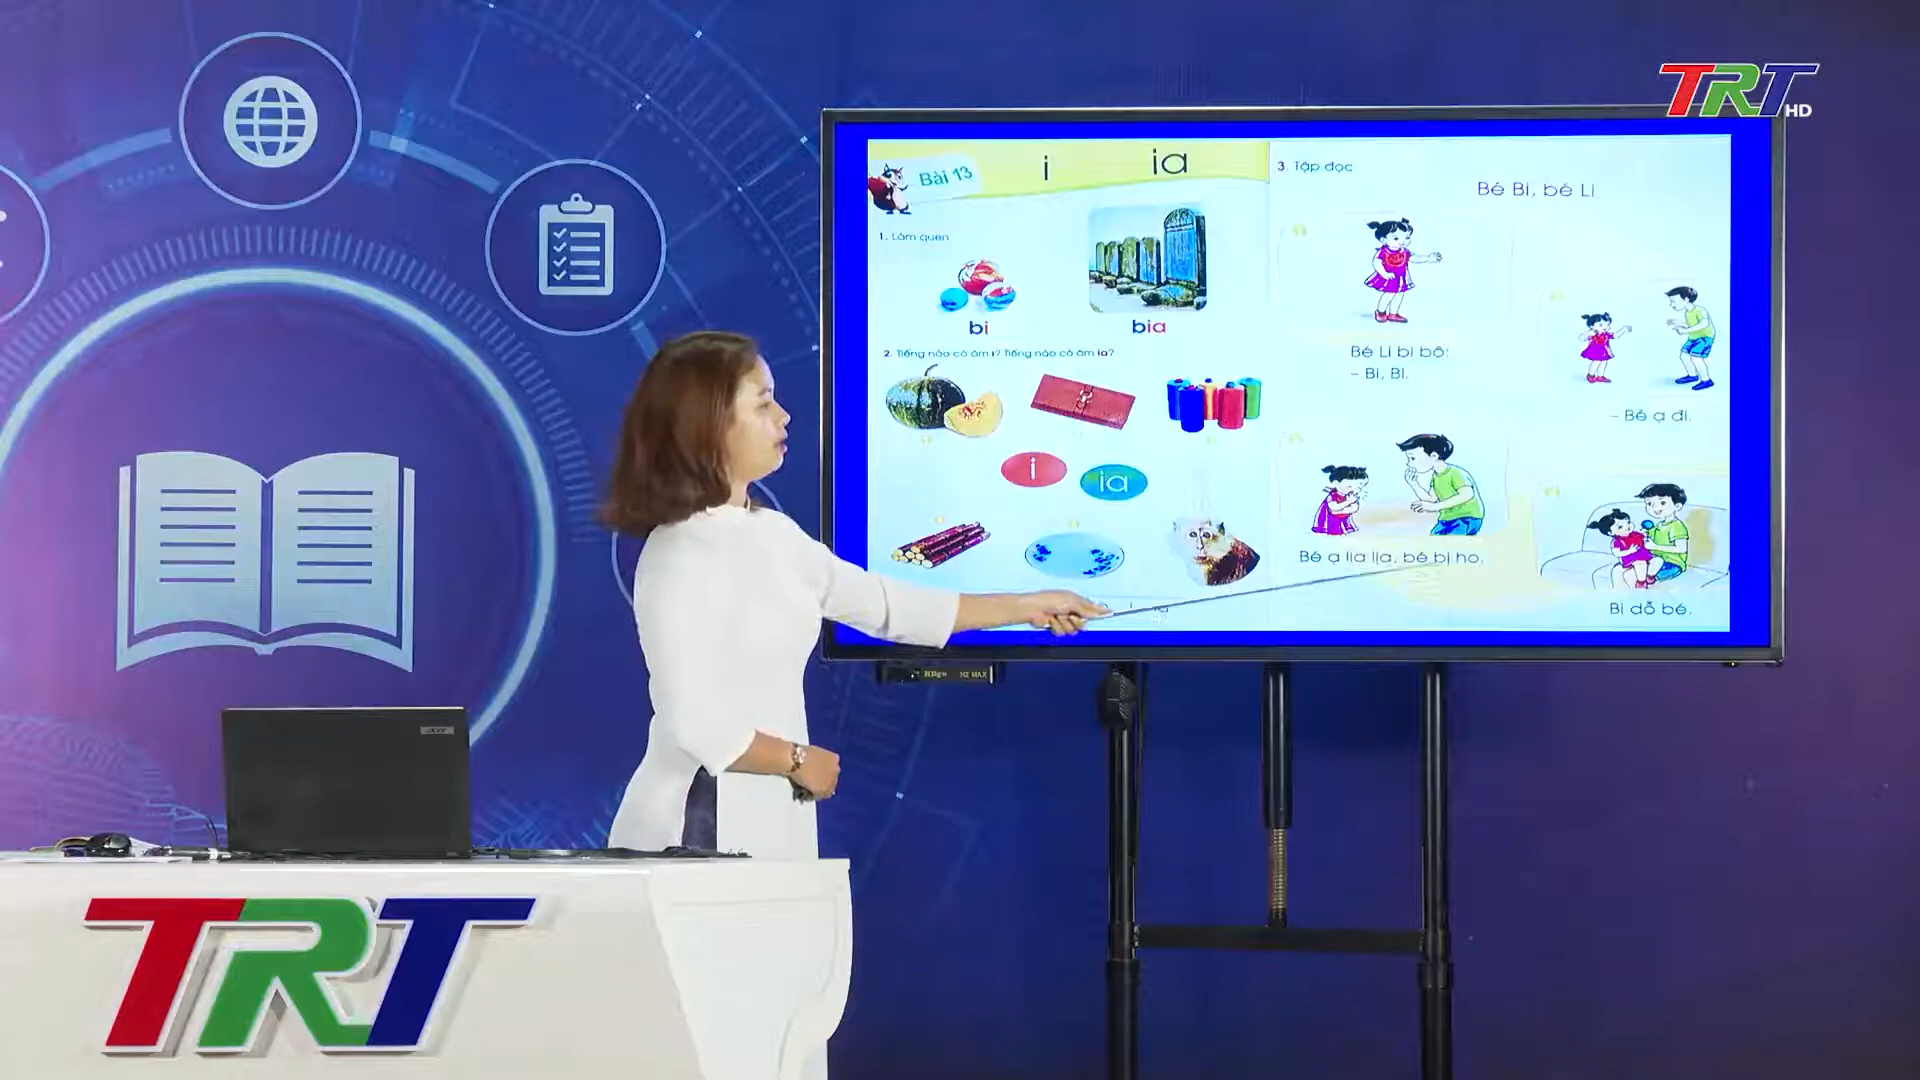 TRT HD
Bài 13
i ia
1. Làm quen
bi
bia
2. Tiếng nào có âm i? Tiếng nào có âm ia?
i
ia
3. Tập đọc
Bé Bi, bé Li
Bé Li bi bô:
– Bi, Bi.
– Bé ạ đi.
Bé ạ lia lịa, bé bị ho.
Bi dỗ bé.
acer
TRT